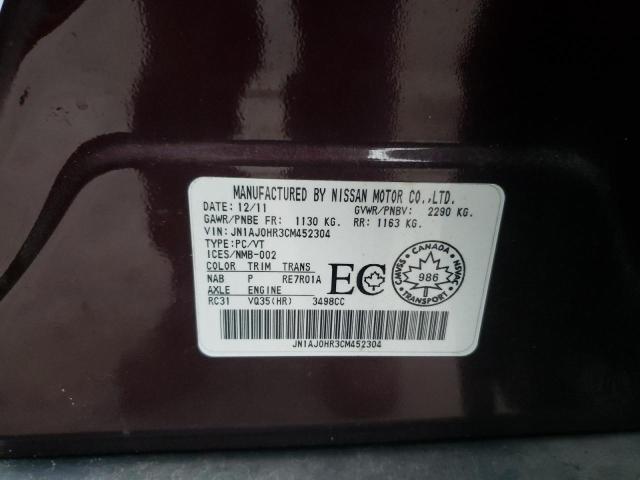 MANUFACTURED BY NISSAN MOTOR CO.,LTD.
DATE: 12/11 GVWR/PNBV: 2290 KG.
GAWR/PNBE FR: 1130 KG. RR: 1163 KG.
VIN: JN1AJ0HR3CM452304
TYPE: PC/VT
ICES/NMB-002
COLOR TRIM TRANS
NAB P RE7R01A
AXLE ENGINE
RC31 VQ35(HR) 3498CC
EC
CANADA
CMVSS 986 NSVAC
TRANSPORT
JN1AJ0HR3CM452304